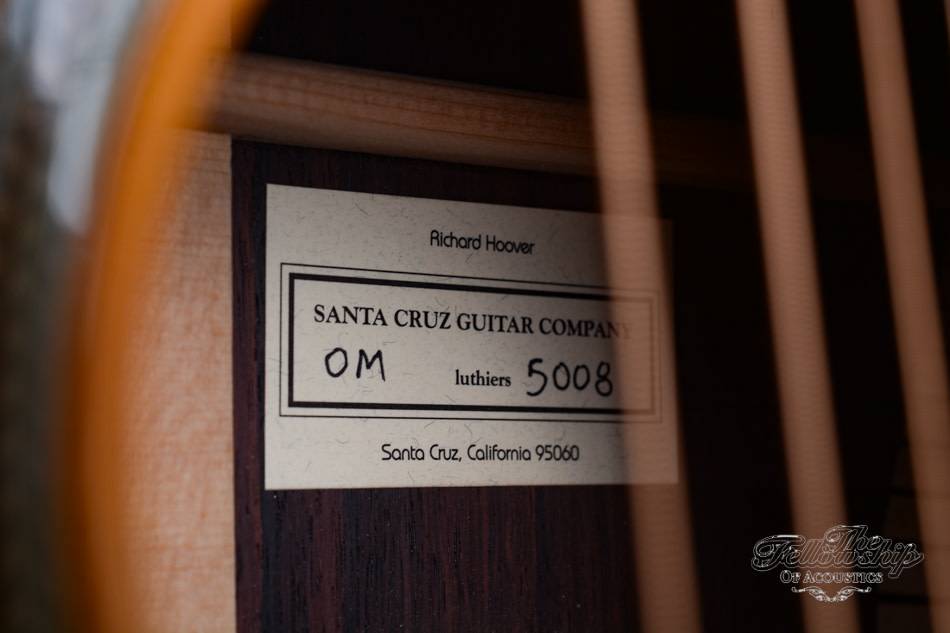 Richard Hoover
SANTA CRUZ GUITAR COMPANY
OM luthiers 5008
Santa Cruz, California 95060
The
Fellowship
OF ACOUSTICS